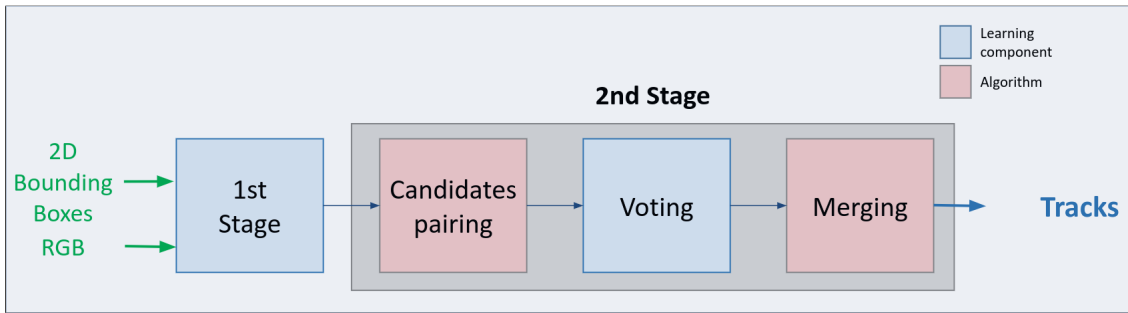 Learning
component
Algorithm
2nd Stage
2D
Bounding
Boxes
RGB
1st
Stage
Candidates
pairing
Voting
Merging
Tracks